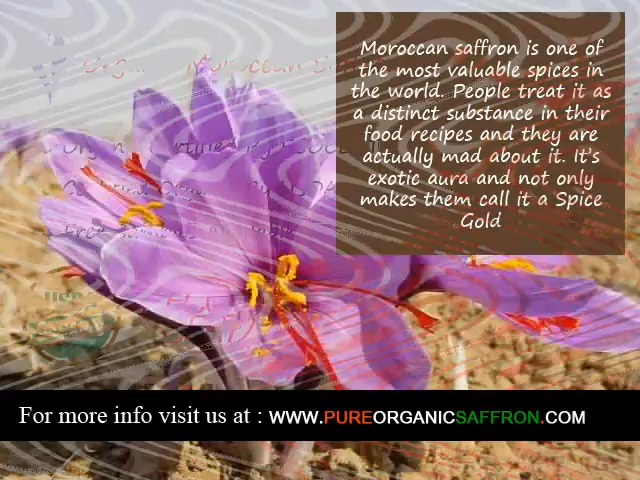 Moroccan saffron is one of
the most valuable spices in
the world. People treat it as
a distinct substance in their
food recipes and they are
actually mad about it. It's
exotic aura and not only
makes them call it a Spice
Gold
For more info visit us at : WWW.PUREORGANICSAFFRON.COM